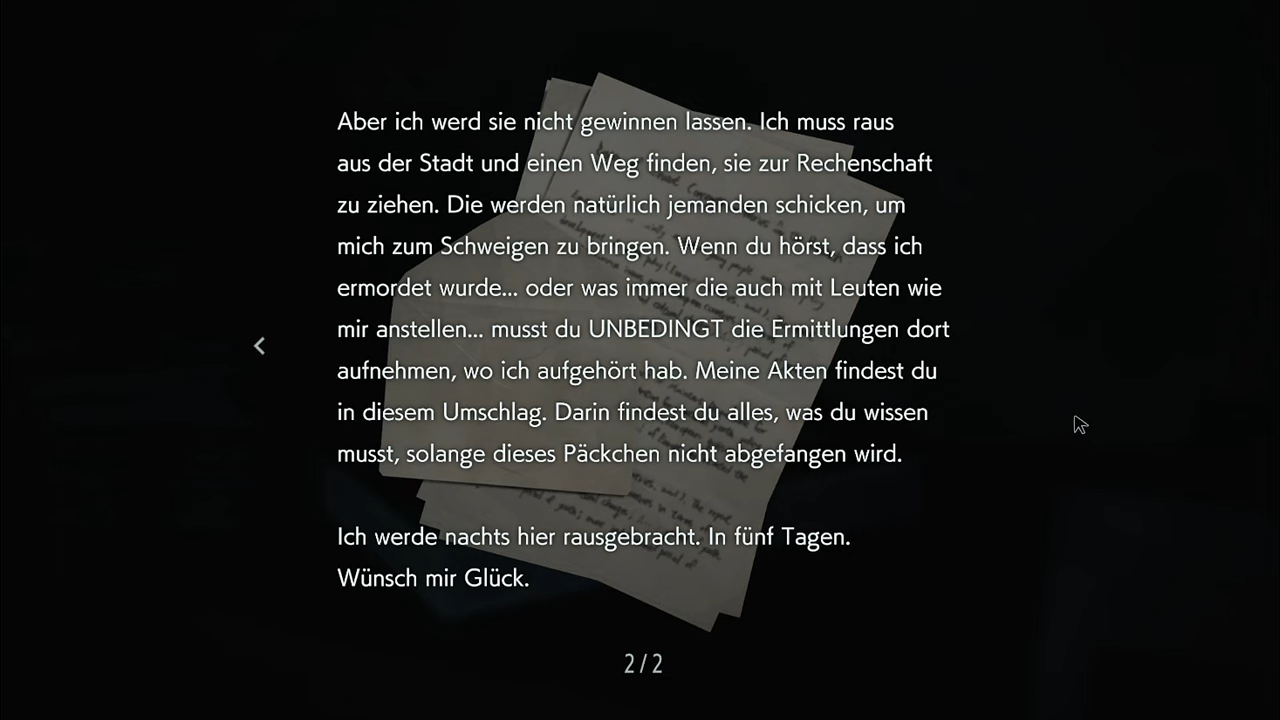 Aber ich werd sie nicht gewinnen lassen. Ich muss raus
aus der Stadt und einen Weg finden, sie zur Rechenschaft
zu ziehen. Die werden natürlich jemanden schicken, um
mich zum Schweigen zu bringen. Wenn du hörst, dass ich
ermordet wurde... oder was immer die auch mit Leuten wie
mir anstellen... musst du UNBEDINGT die Ermittlungen dort
aufnehmen, wo ich aufgehört hab. Meine Akten findest du
in diesem Umschlag. Darin findest du alles, was du wissen
musst, solange dieses Päckchen nicht abgefangen wird.
Ich werde nachts hier rausgebracht. In fünf Tagen.
Wünsch mir Glück.
2/2